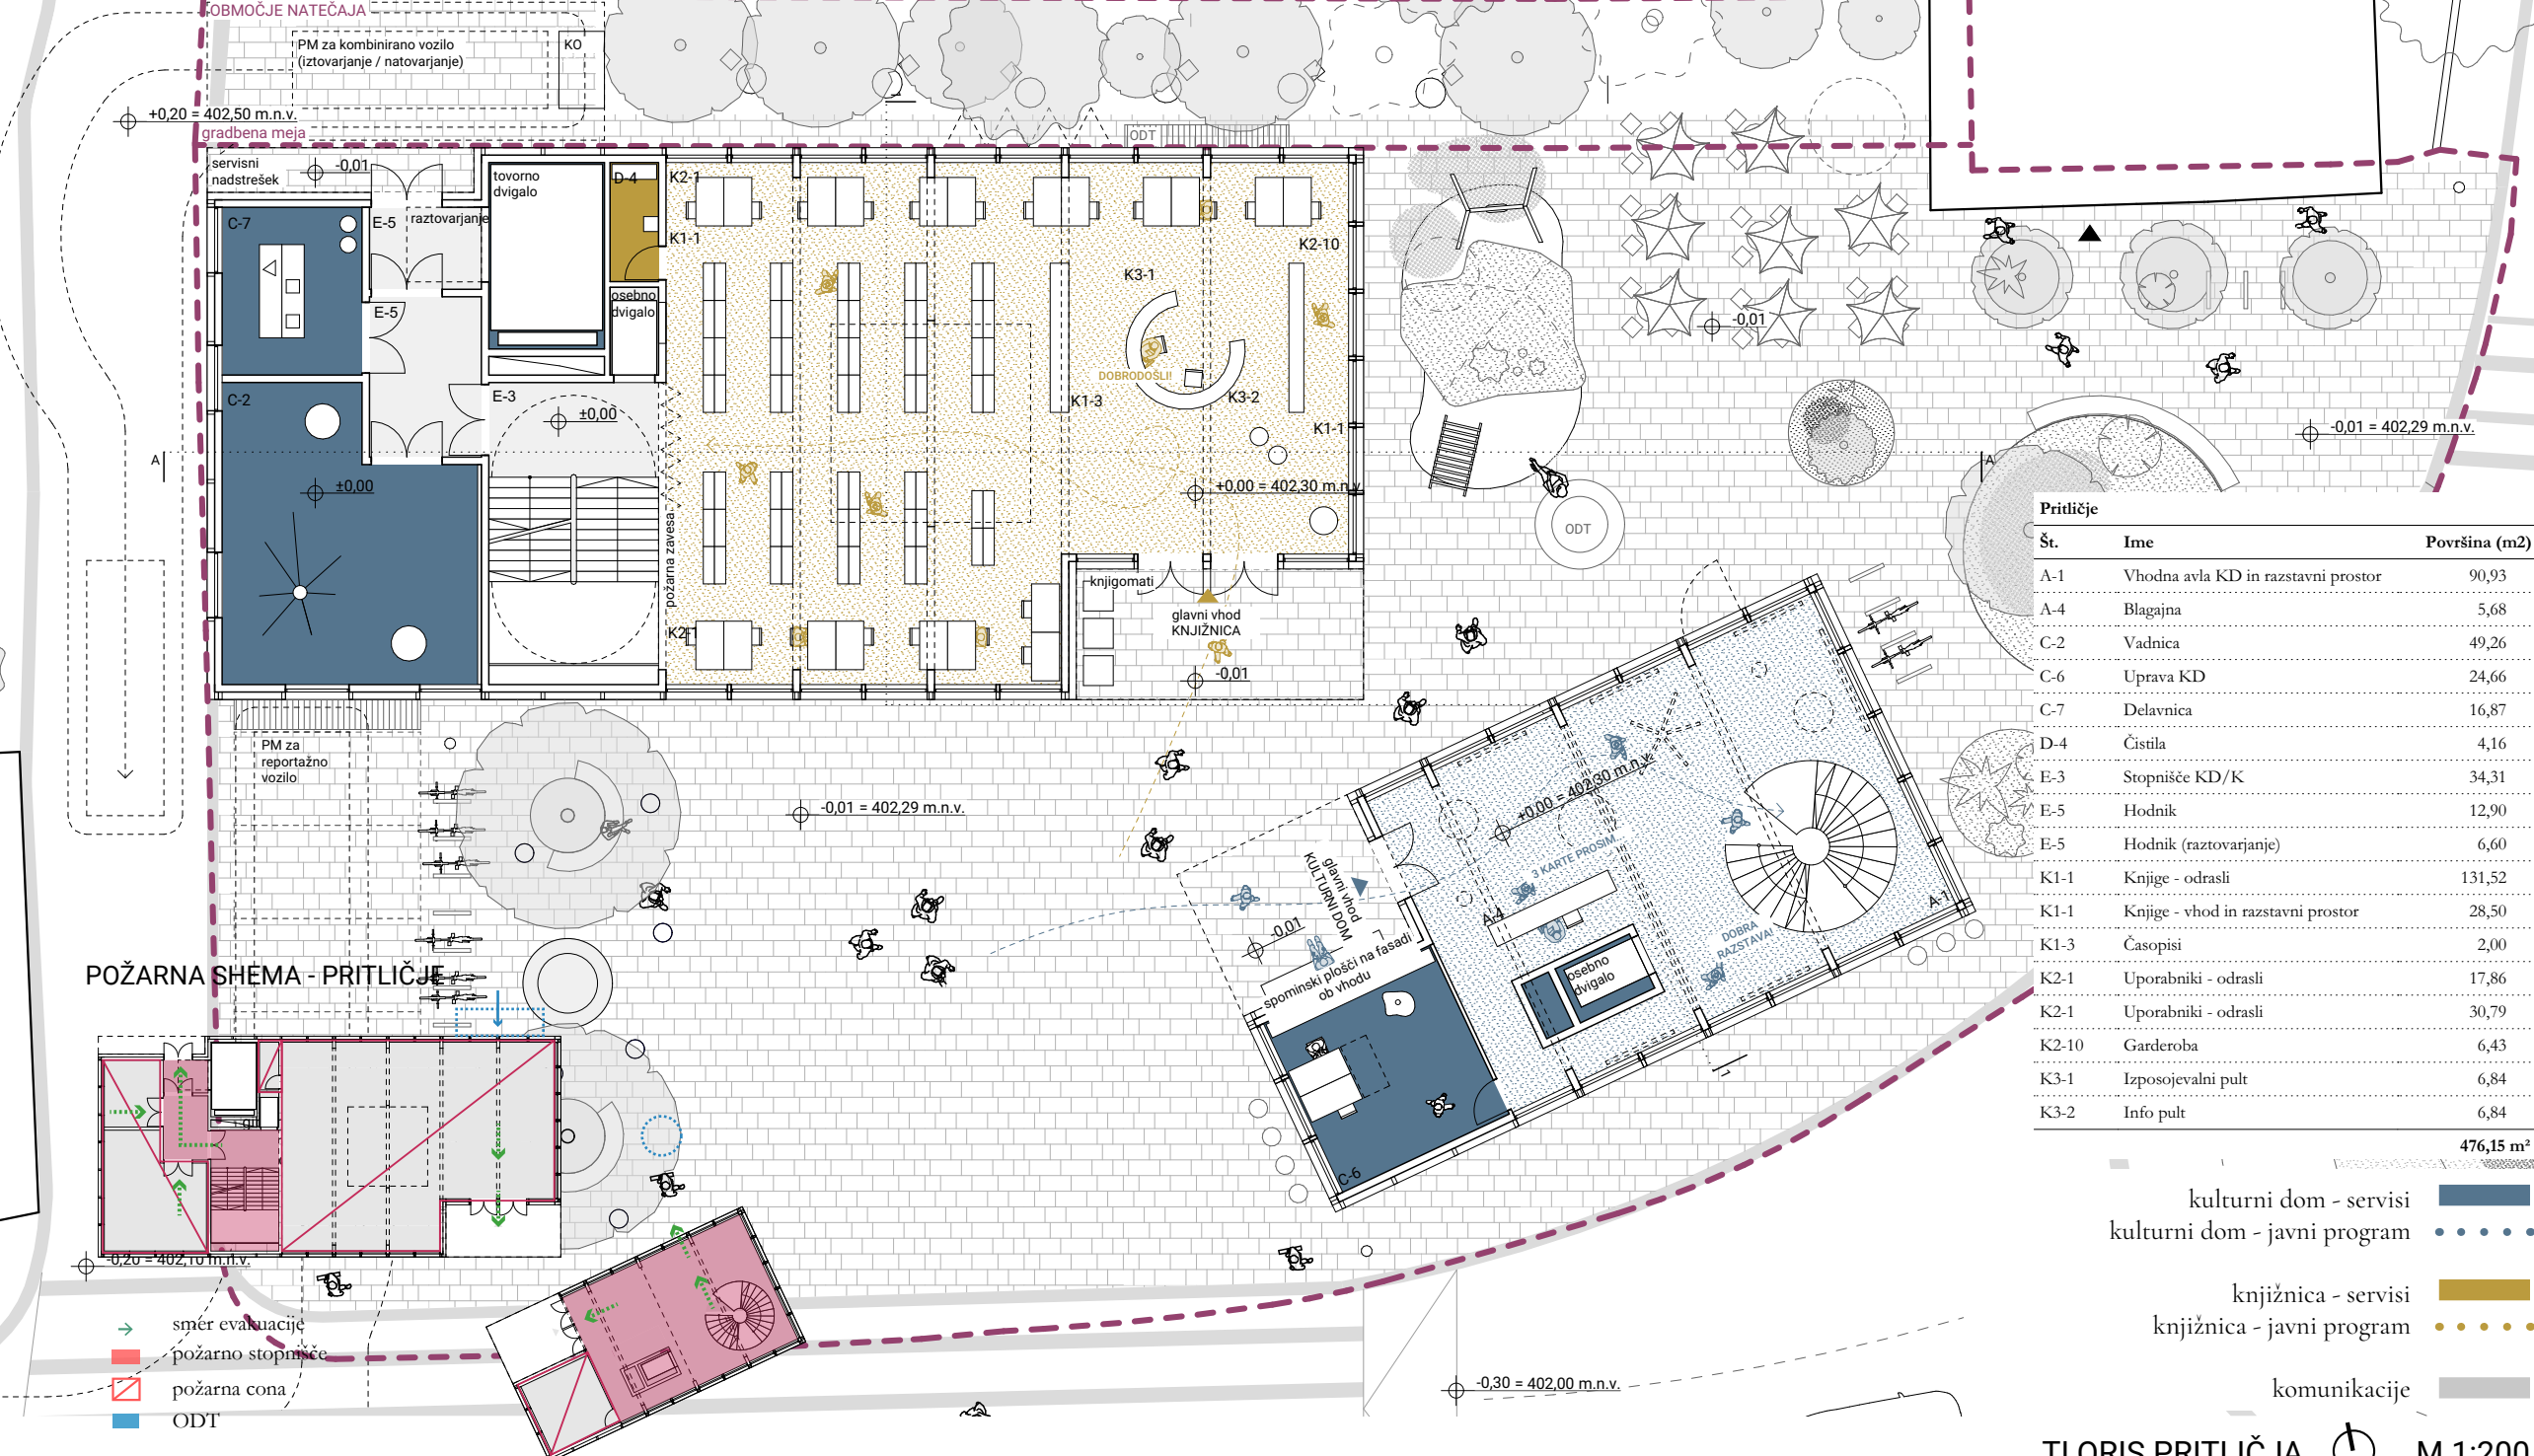 OBMOČJE NATEČAJA
PM za kombinirano vozilo
(iztovarjanje / natovarjanje)
KO
+0,20 = 402,50 m.n.v.
gradbena meja
ODT
servisni
nadstrešek
-0,01
tovorno
dvigalo
D-4
K2-1
C-7
E-5
raztovarjanje
K1-1
K2-10
K3-1
osebno
dvigalo
E-5
-0,01
DOBRODOŠLI!
C-2
E-3
±0,00
K1-3
K3-2
K1-1
-0,01 = 402,29 m.n.v.
A
A
±0,00
+0,00 = 402,30 m.n.v.
požarna zavesa
ODT
knjigomati
glavni vhod
KNJIŽNICA
K2-1
-0,01
PM za
reportažno
vozilo
-0,01 = 402,29 m.n.v.
+0,00 = 402,30 m.n.v.
glavni vhod
KULTURNI DOM
3 KARTE PROSIM
A-4
A-1
-0,01
DOBRA
RAZSTAVA!
spominski plošči na fasadi
ob vhodu
osebno
dvigalo
1
C-6
Pritličje
Št. Ime Površina (m2)
A-1 Vhodna avla KD in razstavni prostor 90,93
A-4 Blagajna 5,68
C-2 Vadnica 49,26
C-6 Uprava KD 24,66
C-7 Delavnica 16,87
D-4 Čistila 4,16
E-3 Stopnišče KD/K 34,31
E-5 Hodnik 12,90
E-5 Hodnik (raztovarjanje) 6,60
K1-1 Knjige - odrasli 131,52
K1-1 Knjige - vhod in razstavni prostor 28,50
K1-3 Časopisi 2,00
K2-1 Uporabniki - odrasli 17,86
K2-1 Uporabniki - odrasli 30,79
K2-10 Garderoba 6,43
K3-1 Izposojevalni pult 6,84
K3-2 Info pult 6,84
476,15 m²
POŽARNA SHEMA - PRITLIČJE
-0,20 = 402,10 m.n.v.
smer evakuacije
požarno stopnišče
požarna cona
ODT
-0,30 = 402,00 m.n.v.
kulturni dom - servisi
kulturni dom - javni program
knjižnica - servisi
knjižnica - javni program
komunikacije
TLORIS PRITLIČJA M 1:200